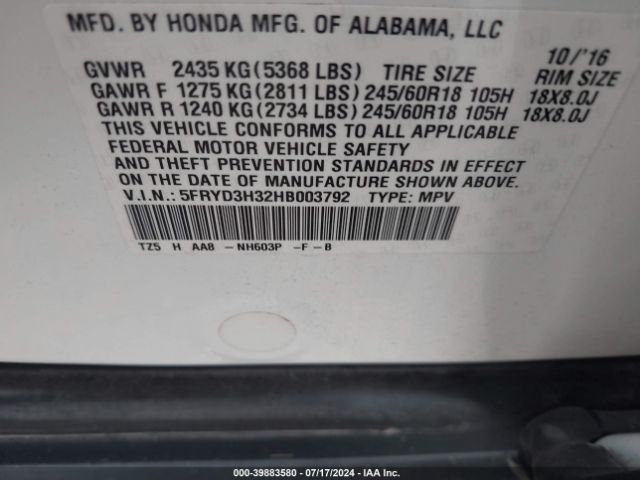 MFD. BY HONDA MFG. OF ALABAMA, LLC
10/'16
GVWR 2435 KG (5368 LBS) TIRE SIZE RIM SIZE
GAWR F 1275 KG (2811 LBS) 245/60R18 105H 18X8.0J
GAWR R 1240 KG (2734 LBS) 245/60R18 105H 18X8.0J
THIS VEHICLE CONFORMS TO ALL APPLICABLE
FEDERAL MOTOR VEHICLE SAFETY
AND THEFT PREVENTION STANDARDS IN EFFECT
ON THE DATE OF MANUFACTURE SHOWN ABOVE.
V.I.N.: 5FRYD3H32HB003792 TYPE: MPV
TZ5 H AA8 - NH603P - F - B
000-39883580 - 07/17/2024 - IAA Inc.